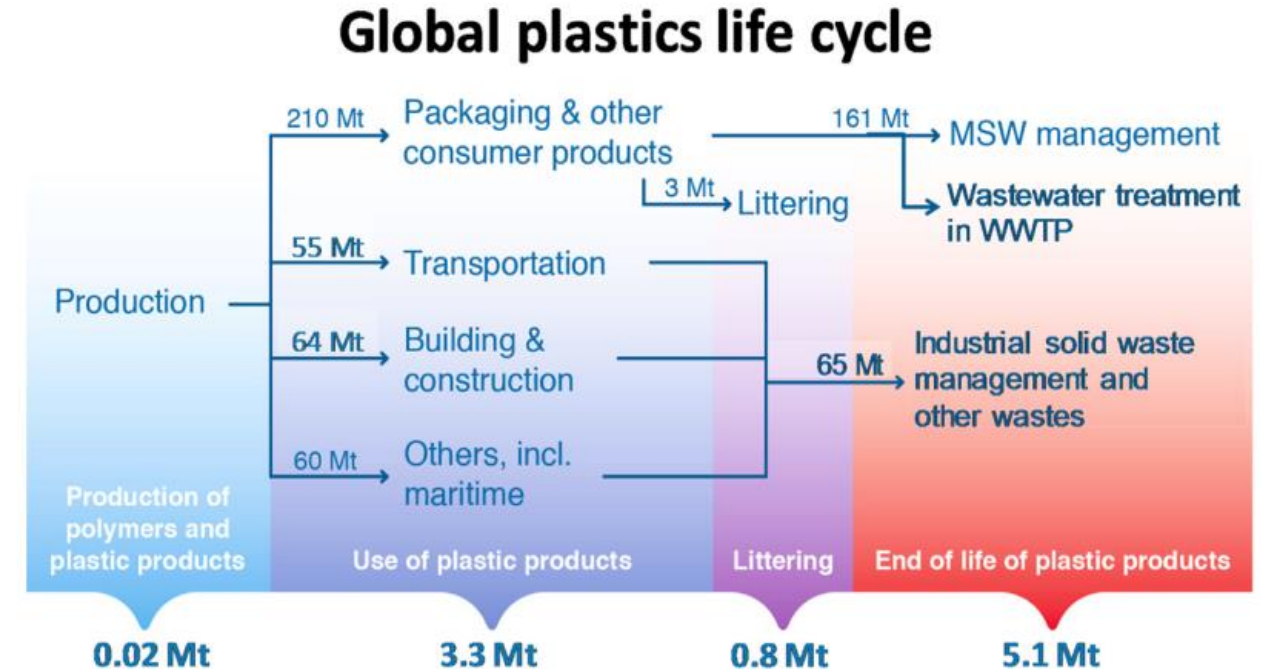 Global plastics life cycle
210 Mt
Packaging & other
consumer products
161 Mt
MSW management
3 Mt
Littering
Wastewater treatment
in WWTP
55 Mt
Transportation
Production
64 Mt
Building &
construction
65 Mt
Industrial solid waste
management and
other wastes
60 Mt
Others, incl.
maritime
Production of
polymers and
plastic products
Use of plastic products
Littering
End of life of plastic products
0.02 Mt
3.3 Mt
0.8 Mt
5.1 Mt